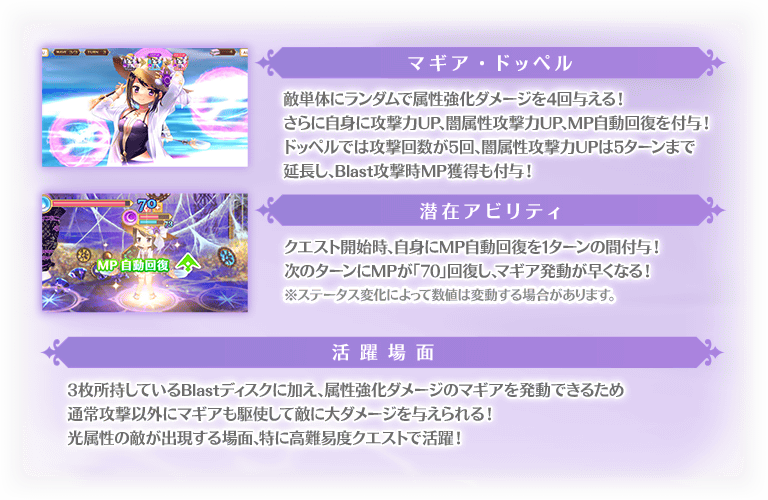 マギア・ドッペル
敵単体にランダムで属性強化ダメージを4回与える！
さらに自身に攻撃力UP、闇属性攻撃力UP、MP自動回復を付与！
ドッペルでは攻撃回数が5回、闇属性攻撃力UPは5ターンまで
延長し、Blast攻撃時MP獲得も付与！
70
MP自動回復
潜在アビリティ
クエスト開始時、自身にMP自動回復を1ターンの間付与！
次のターンにMPが「70」回復し、マギア発動が早くなる！
※ステータス変化によって数値は変動する場合があります。
活躍場面
3枚所持しているBlastディスクに加え、属性強化ダメージのマギアを発動できるため
通常攻撃以外にマギアも駆使して敵に大ダメージを与えられる！
光属性の敵が出現する場面、特に高難易度クエストで活躍！